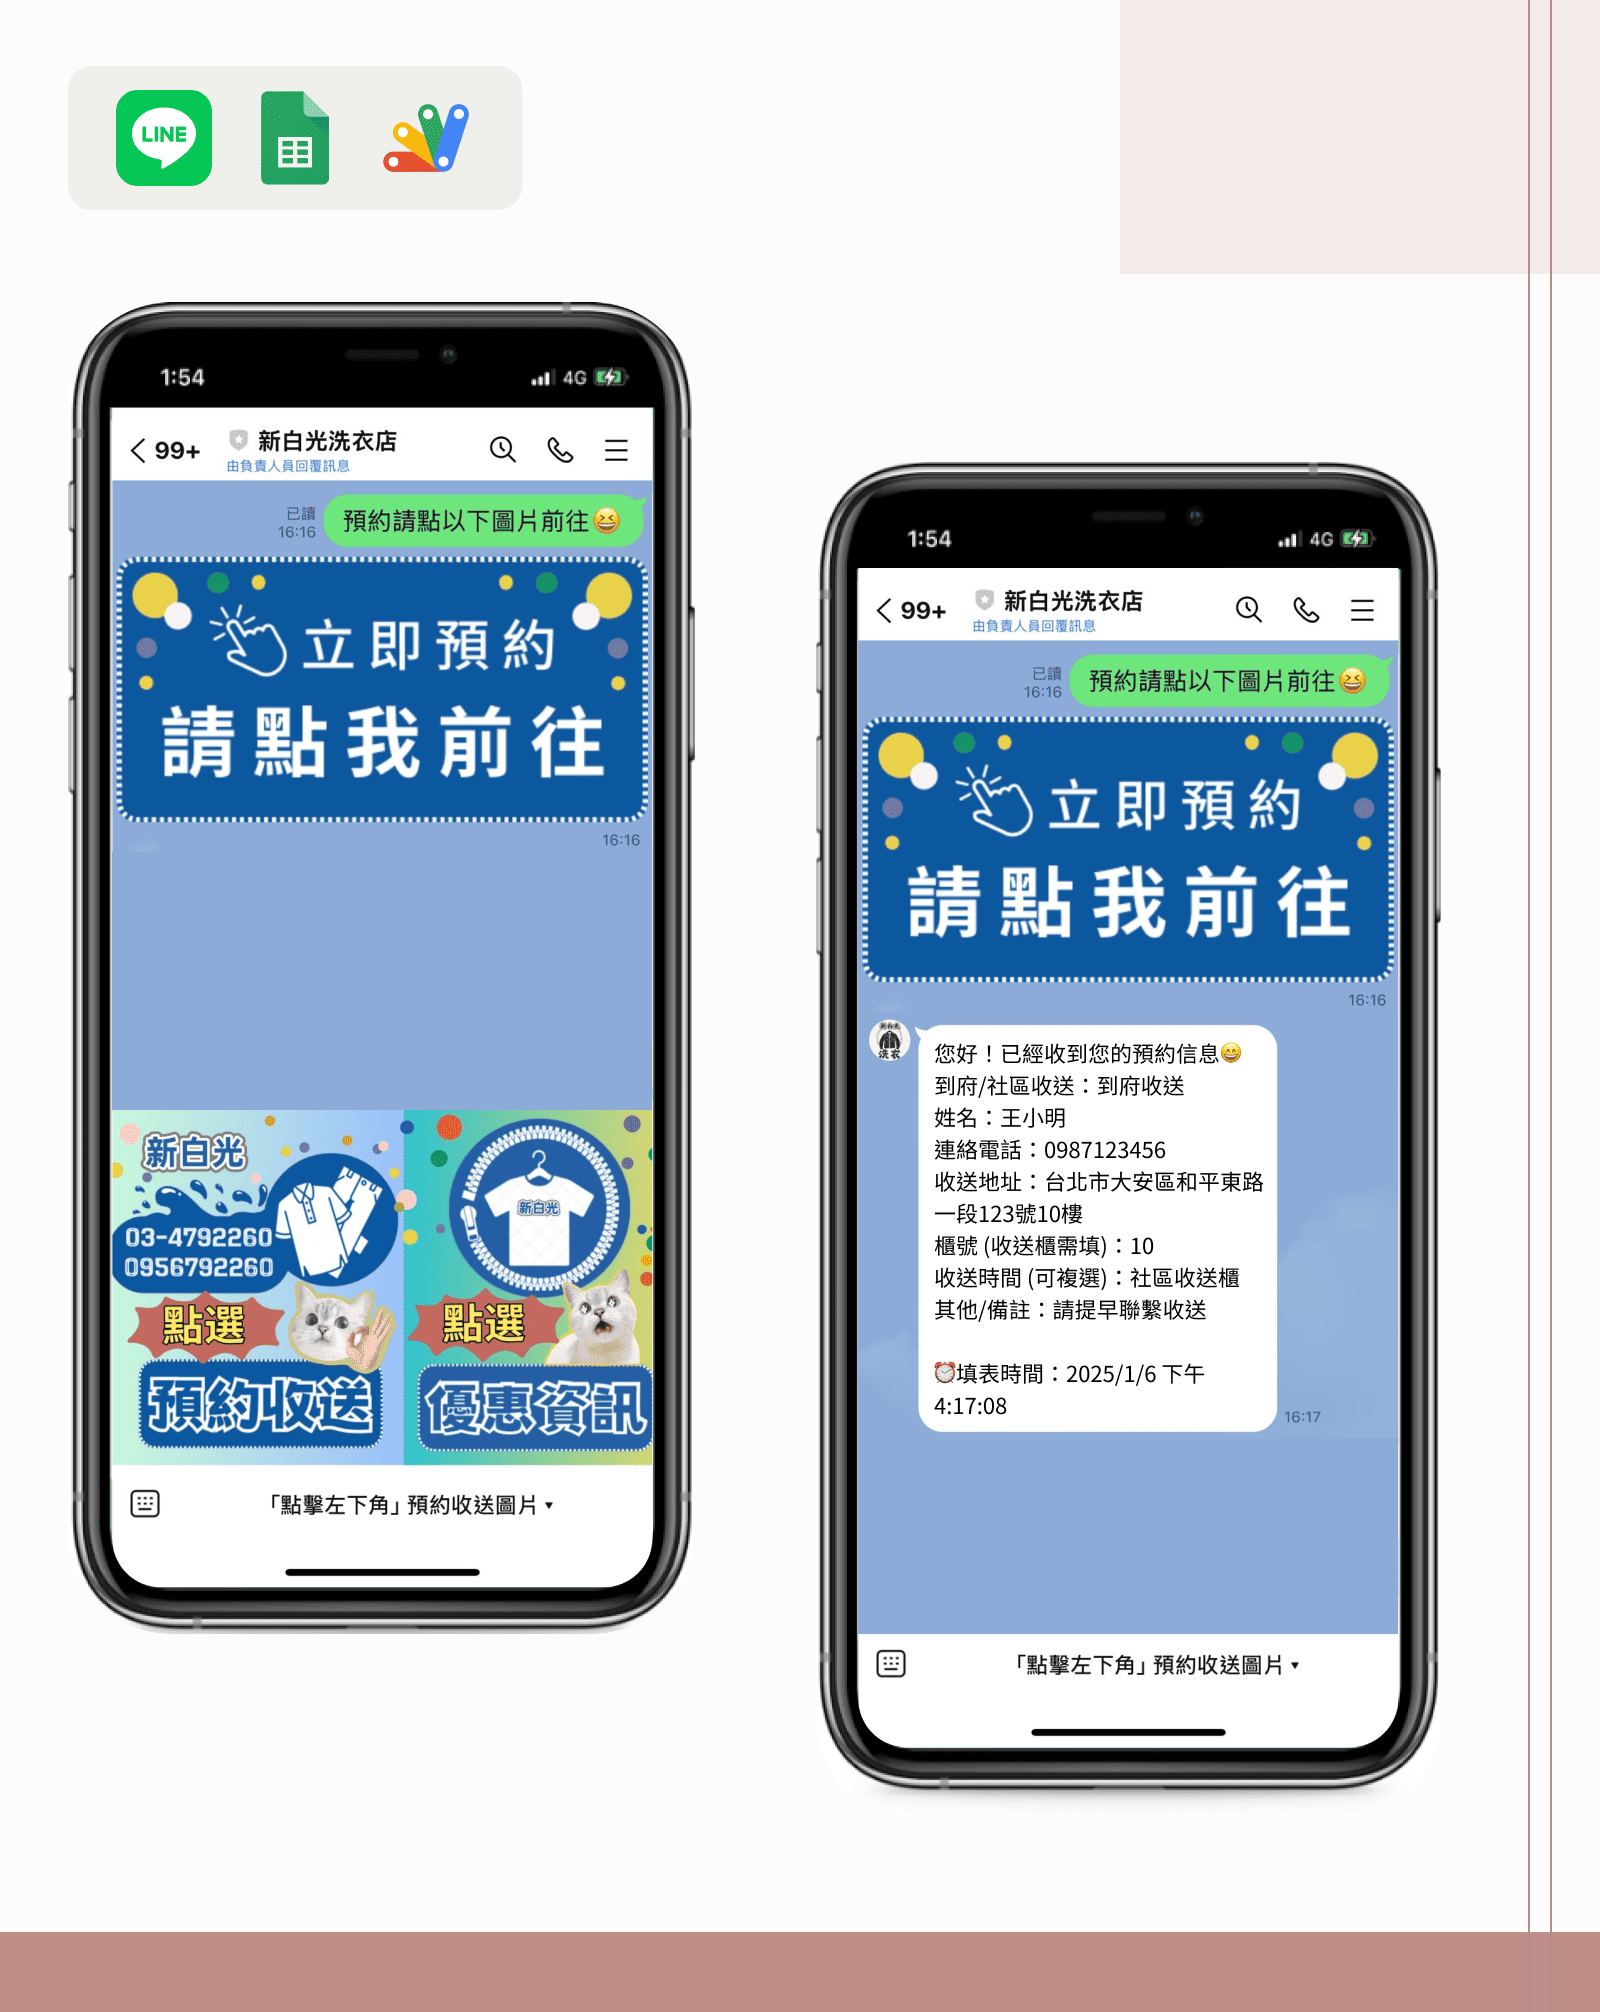 LINE
1:54
4G
99+
新白光洗衣店
由負責人員回覆訊息
已讀
16:16
預約請點以下圖片前往😆
立即預約
請點我前往
16:16
新白光
03-4792260
0956792260
點選
預約收送
新白光
點選
優惠資訊
「點擊左下角」預約收送圖片▾
1:54
4G
99+
新白光洗衣店
由負責人員回覆訊息
已讀
16:16
預約請點以下圖片前往😆
立即預約
請點我前往
16:16
新白光
洗衣
您好！已經收到您的預約信息😄
到府/社區收送：到府收送
姓名：王小明
連絡電話：0987123456
收送地址：台北市大安區和平東路
一段123號10樓
櫃號 (收送櫃需填)：10
收送時間 (可複選)：社區收送櫃
其他/備註：請提早聯繫收送
⏰填表時間：2025/1/6 下午
4:17:08
16:17
「點擊左下角」預約收送圖片▾